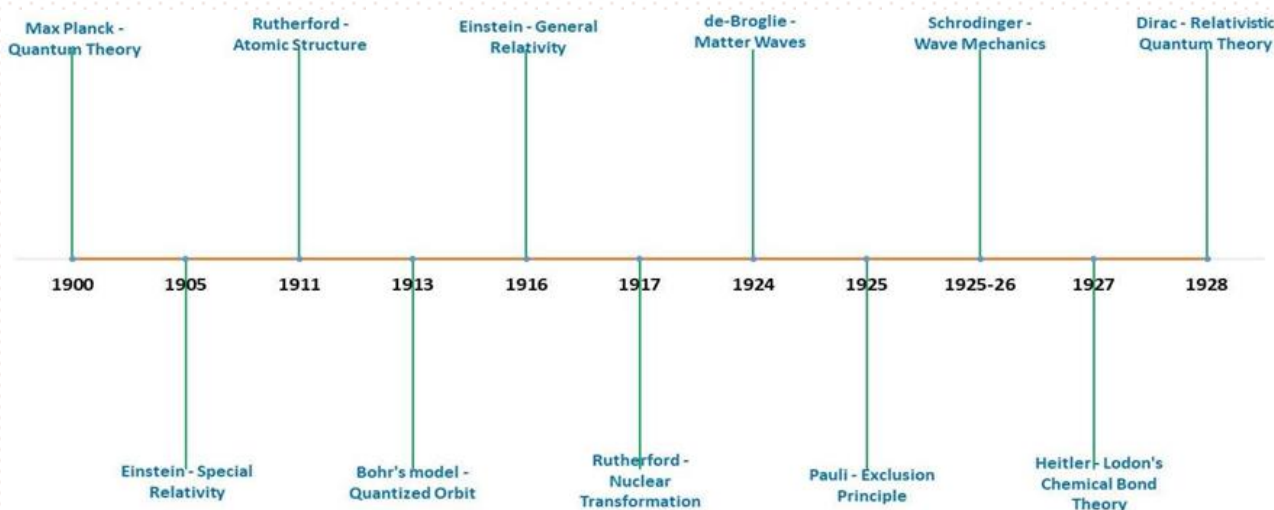 Max Planck -
Quantum Theory
Rutherford -
Atomic Structure
Einstein - General
Relativity
de-Broglie -
Matter Waves
Schrodinger -
Wave Mechanics
Dirac - Relativistic
Quantum Theory
1900
1905
1911
1913
1916
1917
1924
1925
1925-26
1927
1928
Einstein - Special
Relativity
Bohr's model -
Quantized Orbit
Rutherford -
Nuclear
Transformation
Pauli - Exclusion
Principle
Heitler - Lodon's
Chemical Bond
Theory